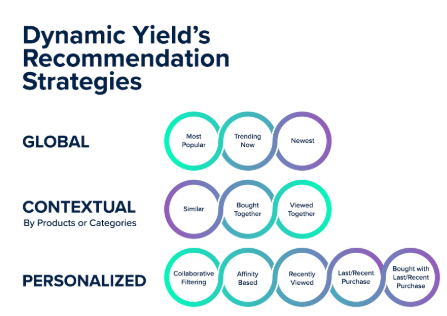 Dynamic Yield's
Recommendation
Strategies
GLOBAL
Most
Popular
Trending
Now
Newest
CONTEXTUAL
By Products or Categories
Similar
Bought
Together
Viewed
Together
PERSONALIZED
Collaborative
Filtering
Affinity
Based
Recently
Viewed
Last/Recent
Purchase
Bought with
Last/Recent
Purchase